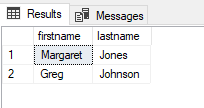 Results Messages
firstname lastname
1 Margaret Jones
2 Greg Johnson